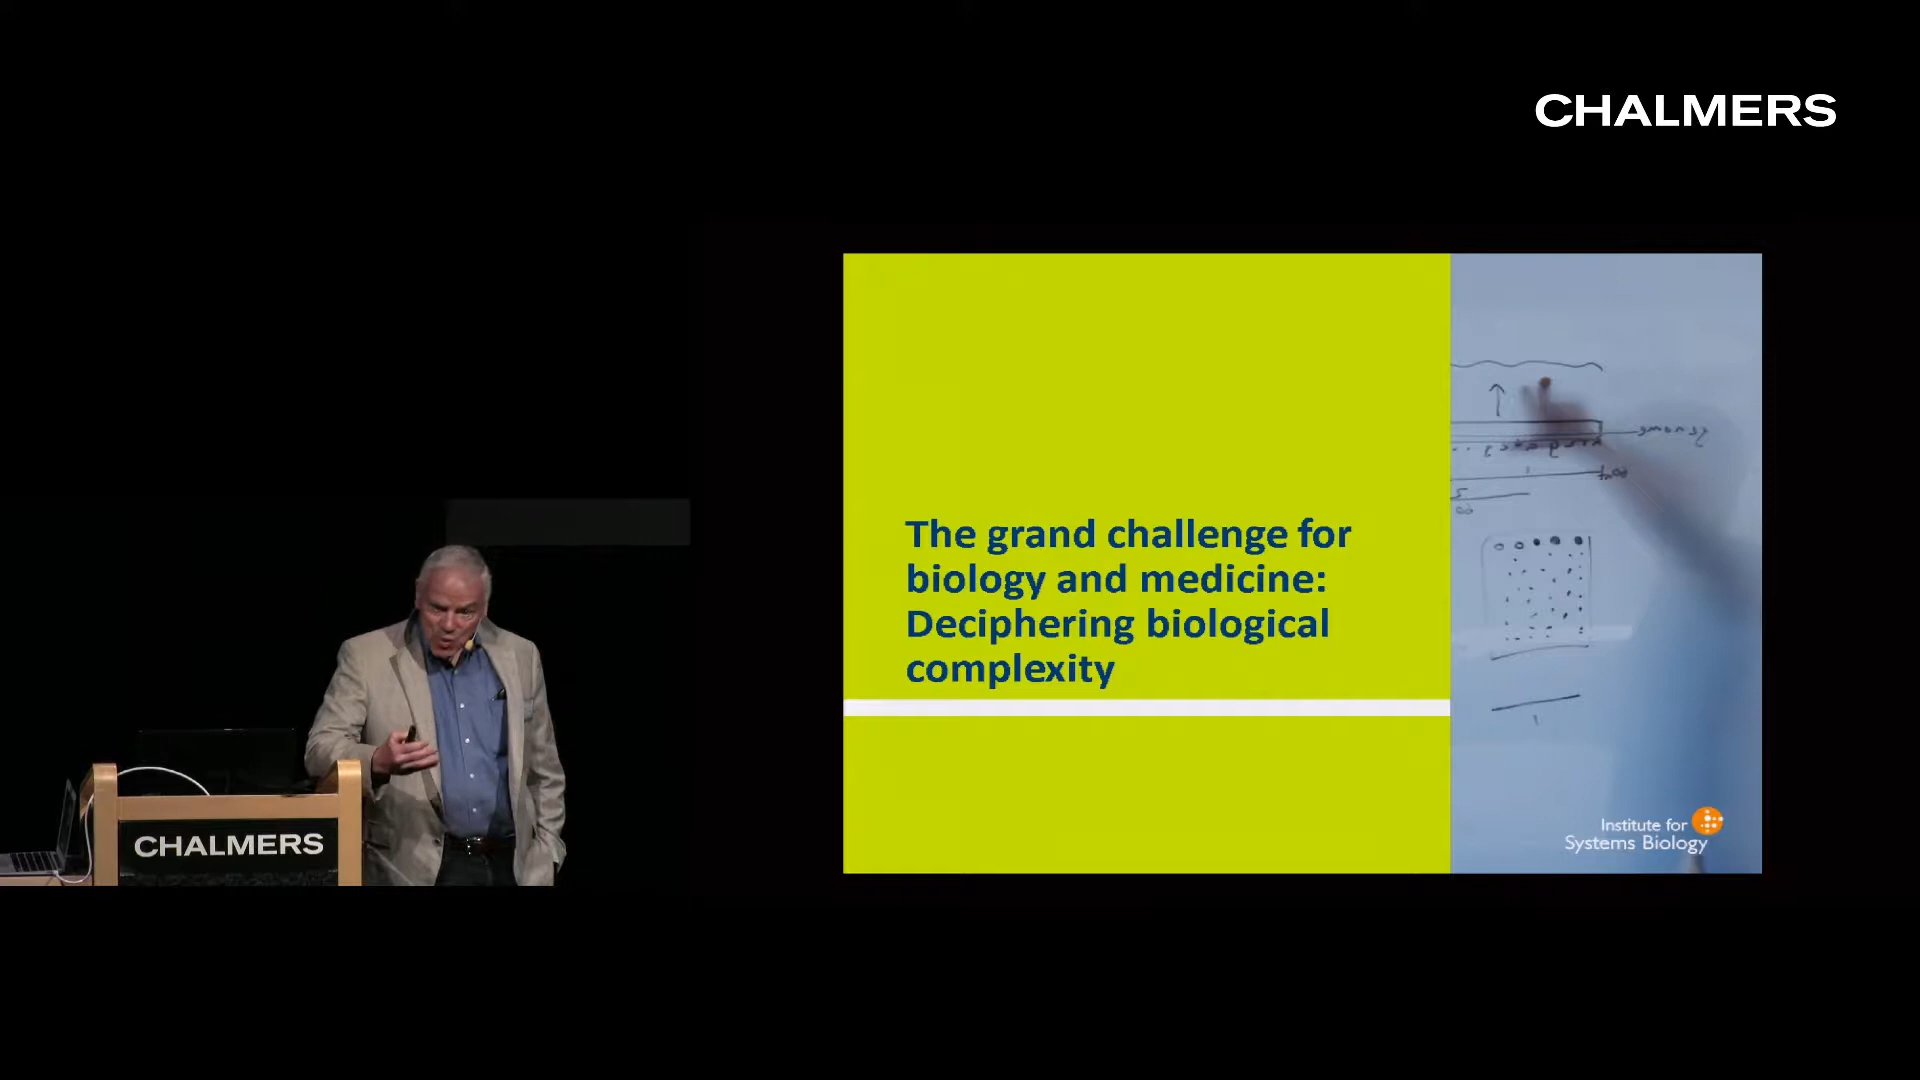 CHALMERS
The grand challenge for
biology and medicine:
Deciphering biological
complexity
Institute for
Systems Biology
CHALMERS